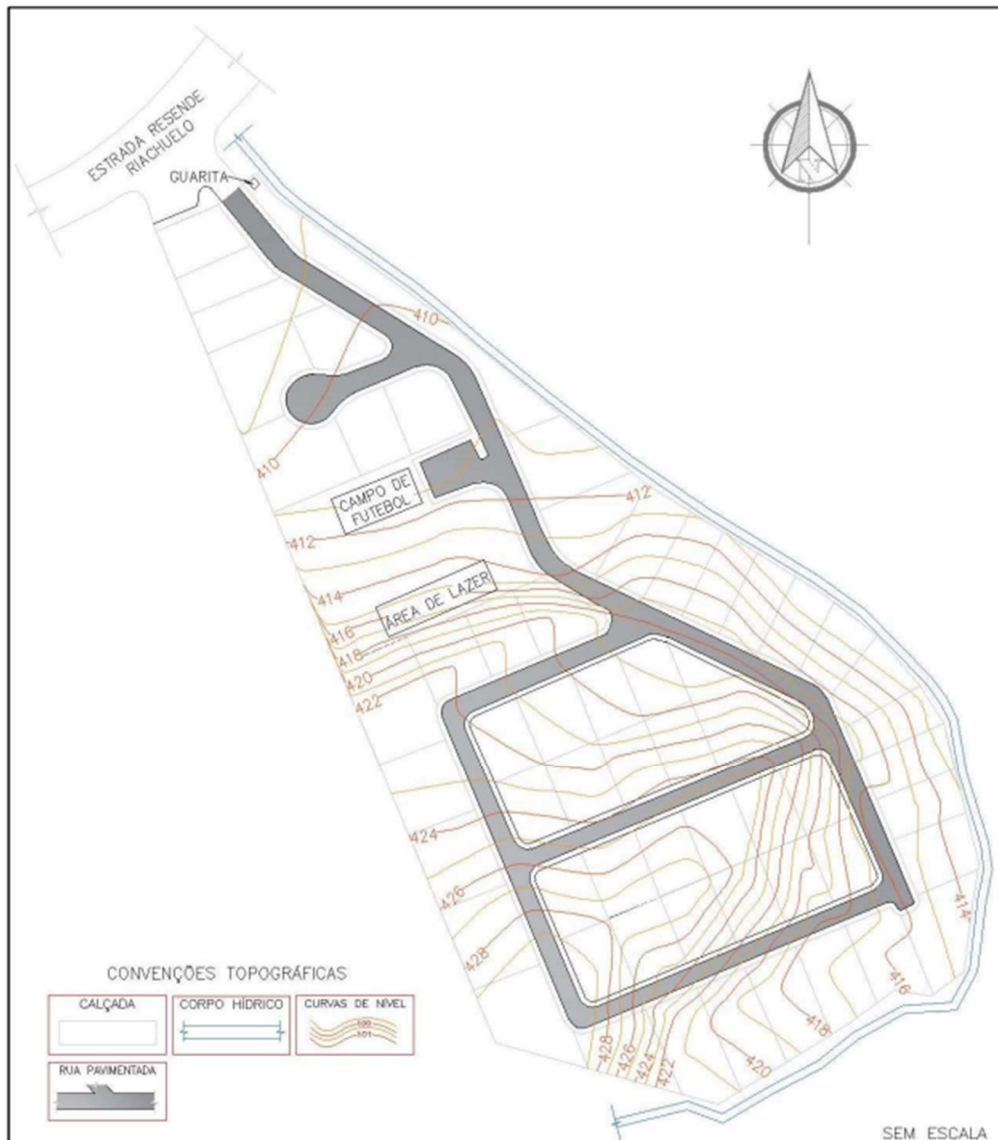 ESTRADA RESENDE
RIACHUELO
GUARITA
410
410
CAMPO DE
FUTEBOL
412
412
414
ÁREA DE LAZER
416
418
420
422
424
426
428
414
416
418
420
428
426
424
422
CONVENÇÕES TOPOGRÁFICAS
CALÇADA
CORPO HÍDRICO
CURVAS DE NÍVEL
100
101
RUA PAVIMENTADA
SEM ESCALA